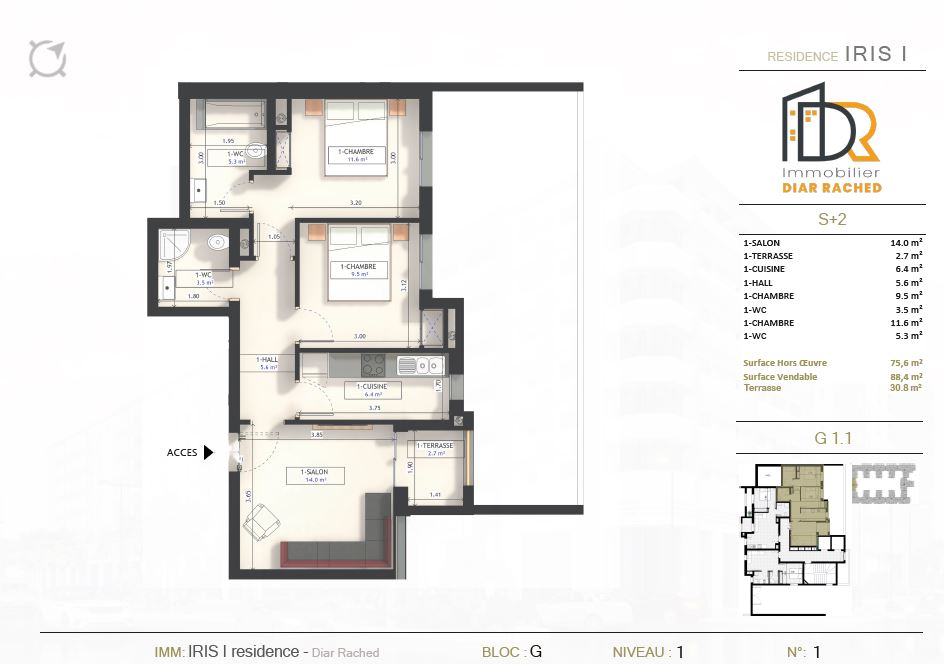 RESIDENCE IRIS I
Immobilier
DIAR RACHED
S+2
1-SALON 14.0 m²
1-TERRASSE 2.7 m²
1-CUISINE 6.4 m²
1-HALL 5.6 m²
1-CHAMBRE 9.5 m²
1-WC 3.5 m²
1-CHAMBRE 11.6 m²
1-WC 5.3 m²
Surface Hors Œuvre 75,6 m²
Surface Vendable 88,4 m²
Terrasse 30.8 m²
G 1.1
1.95
3.00
1-WC
5.3 m²
1.50
1-CHAMBRE
11.6 m²
3.00
3.20
1.05
1.97
1-WC
3.5 m²
1.80
1-CHAMBRE
9.5 m²
3.12
3.00
1-HALL
5.6 m²
1-CUISINE
6.4 m²
1.70
3.75
ACCES
3.85
1-SALON
14.0 m²
3.65
1-TERRASSE
2.7 m²
1.90
1.41
IMM: IRIS I residence - Diar Rached
BLOC : G
NIVEAU : 1
N°: 1